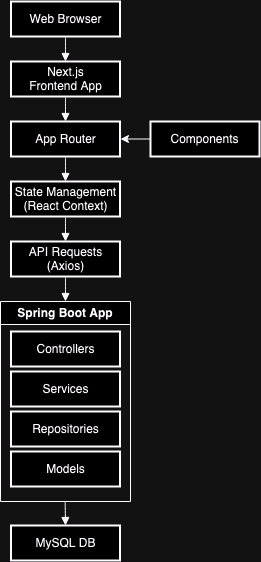 Web Browser
Next.js
Frontend App
App Router
Components
State Management
(React Context)
API Requests
(Axios)
Spring Boot App
Controllers
Services
Repositories
Models
MySQL DB